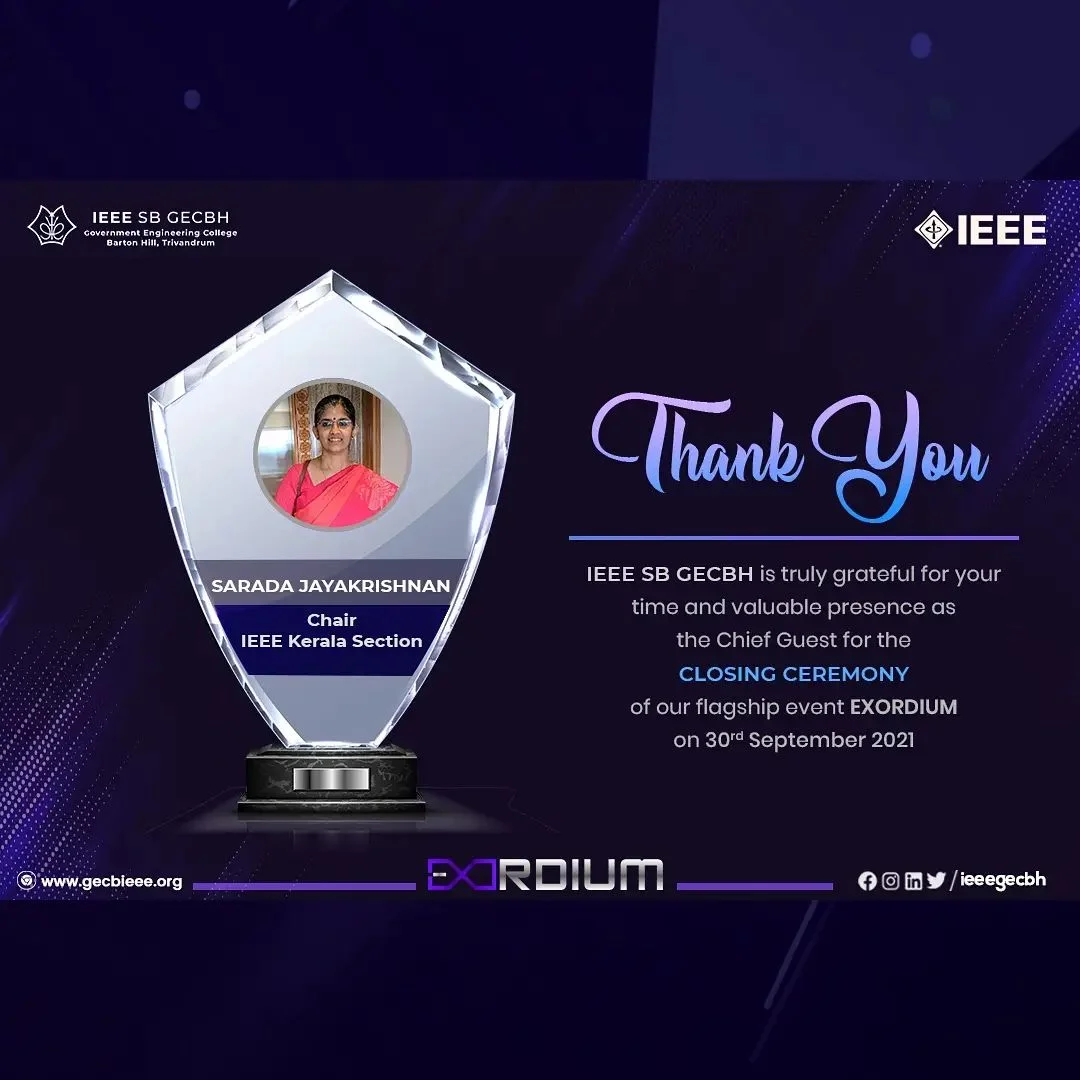 IEEE SB GECBH
Government Engineering College
Barton Hill, Trivandrum
IEEE
SARADA JAYAKRISHNAN
Chair
IEEE Kerala Section
Thank You
IEEE SB GECBH is truly grateful for your
time and valuable presence as
the Chief Guest for the
CLOSING CEREMONY
of our flagship event EXORDIUM
on 30rd September 2021
www.gecbieee.org
EXORDIUM
/ieeegecbh